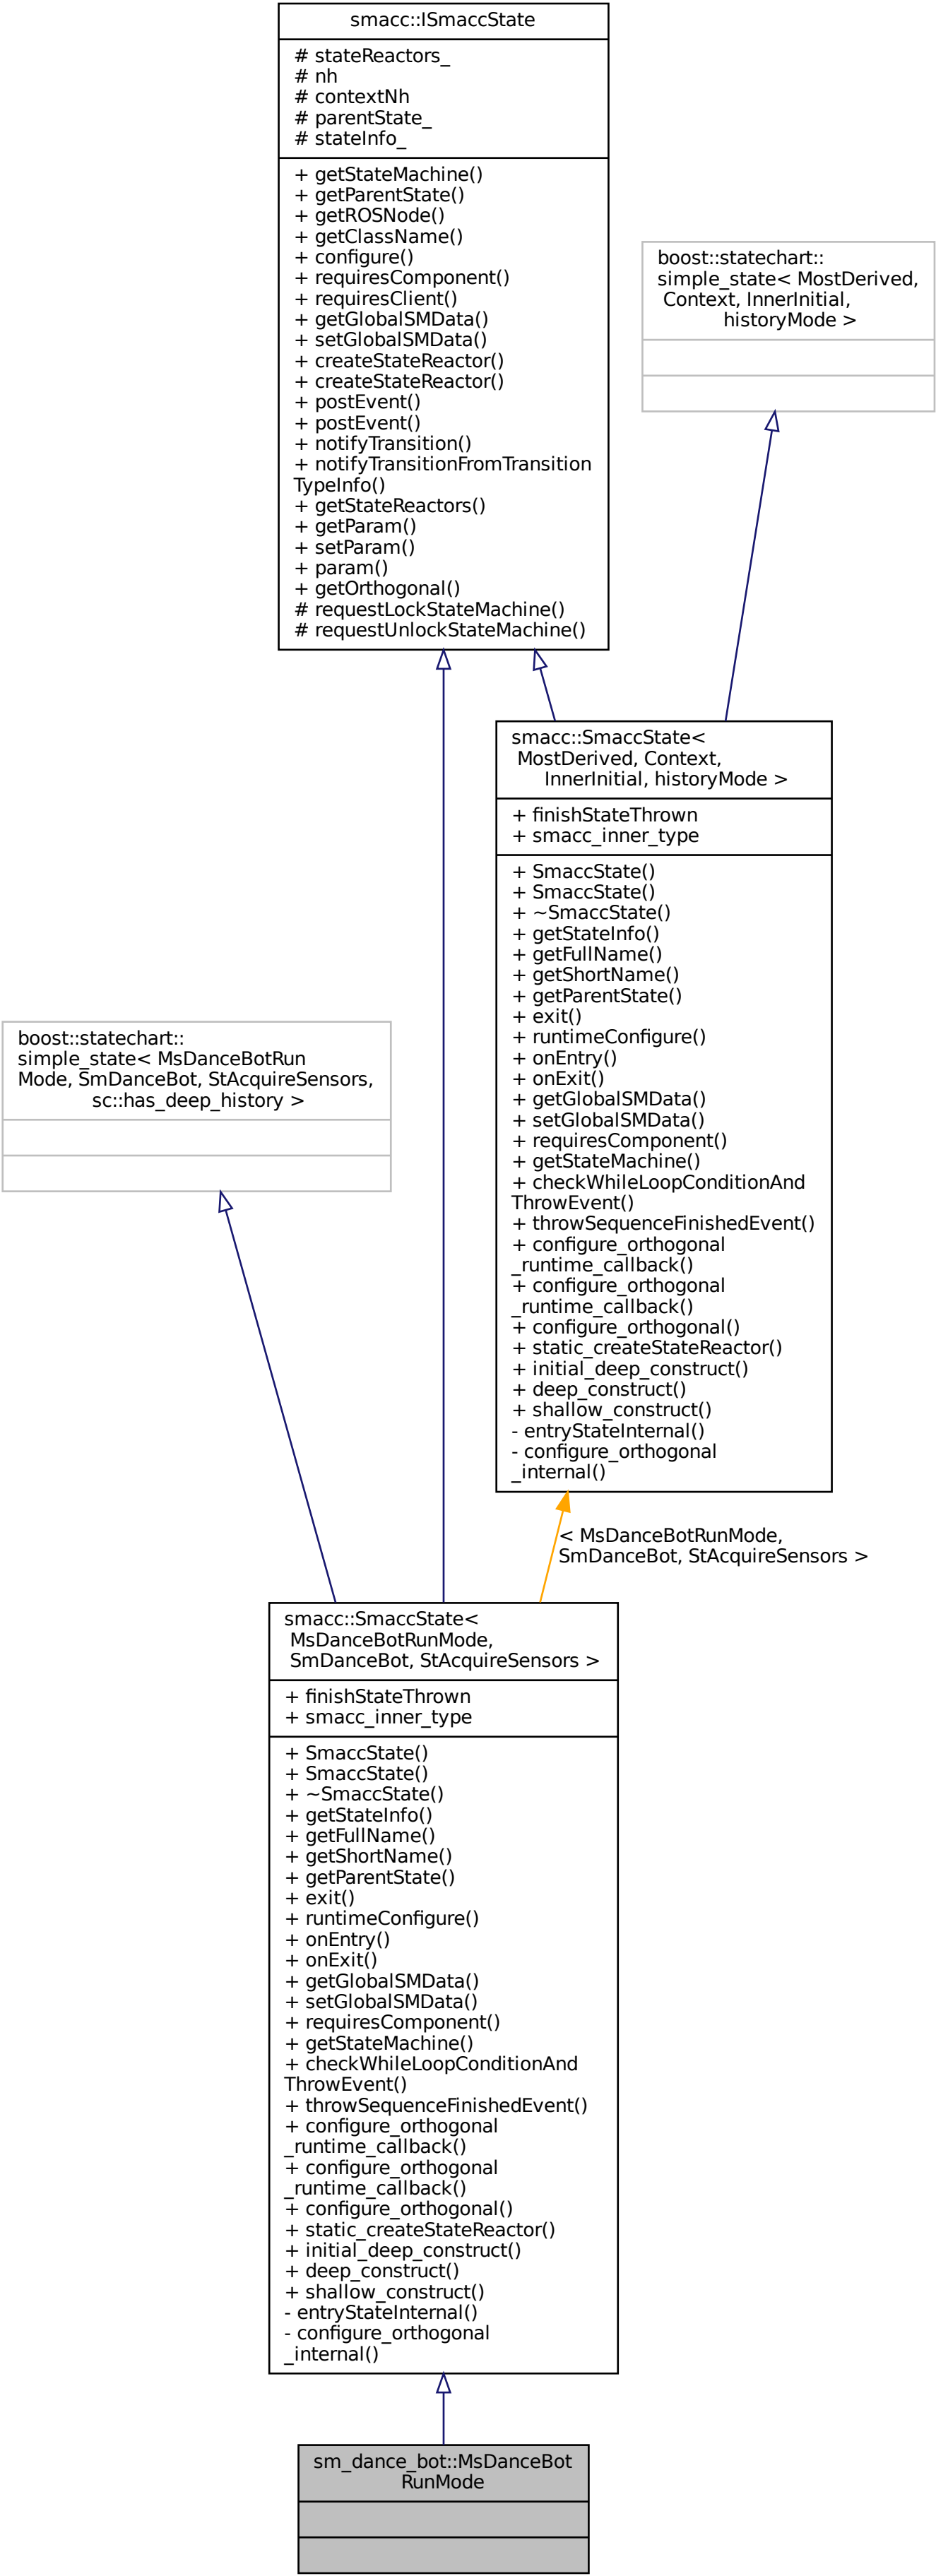 smacc::ISmaccState
# stateReactors_
# nh
# contextNh
# parentState_
# stateInfo_
+ getStateMachine()
+ getParentState()
+ getROSNode()
+ getClassName()
+ configure()
+ requiresComponent()
+ requiresClient()
+ getGlobalSMData()
+ setGlobalSMData()
+ createStateReactor()
+ createStateReactor()
+ postEvent()
+ postEvent()
+ notifyTransition()
+ notifyTransitionFromTransition
TypeInfo()
+ getStateReactors()
+ getParam()
+ setParam()
+ param()
+ getOrthogonal()
# requestLockStateMachine()
# requestUnlockStateMachine()
boost::statechart::
simple_state< MostDerived,
Context, InnerInitial,
historyMode >
smacc::SmaccState<
MostDerived, Context,
InnerInitial, historyMode >
+ finishStateThrown
+ smacc_inner_type
+ SmaccState()
+ SmaccState()
+ ~SmaccState()
+ getStateInfo()
+ getFullName()
+ getShortName()
+ getParentState()
+ exit()
+ runtimeConfigure()
+ onEntry()
+ onExit()
+ getGlobalSMData()
+ setGlobalSMData()
+ requiresComponent()
+ getStateMachine()
+ checkWhileLoopConditionAnd
ThrowEvent()
+ throwSequenceFinishedEvent()
+ configure_orthogonal
_runtime_callback()
+ configure_orthogonal
_runtime_callback()
+ configure_orthogonal()
+ static_createStateReactor()
+ initial_deep_construct()
+ deep_construct()
+ shallow_construct()
- entryStateInternal()
- configure_orthogonal
_internal()
boost::statechart::
simple_state< MsDanceBotRun
Mode, SmDanceBot, StAcquireSensors,
sc::has_deep_history >
< MsDanceBotRunMode,
SmDanceBot, StAcquireSensors >
smacc::SmaccState<
MsDanceBotRunMode,
SmDanceBot, StAcquireSensors >
+ finishStateThrown
+ smacc_inner_type
+ SmaccState()
+ SmaccState()
+ ~SmaccState()
+ getStateInfo()
+ getFullName()
+ getShortName()
+ getParentState()
+ exit()
+ runtimeConfigure()
+ onEntry()
+ onExit()
+ getGlobalSMData()
+ setGlobalSMData()
+ requiresComponent()
+ getStateMachine()
+ checkWhileLoopConditionAnd
ThrowEvent()
+ throwSequenceFinishedEvent()
+ configure_orthogonal
_runtime_callback()
+ configure_orthogonal
_runtime_callback()
+ configure_orthogonal()
+ static_createStateReactor()
+ initial_deep_construct()
+ deep_construct()
+ shallow_construct()
- entryStateInternal()
- configure_orthogonal
_internal()
sm_dance_bot::MsDanceBot
RunMode